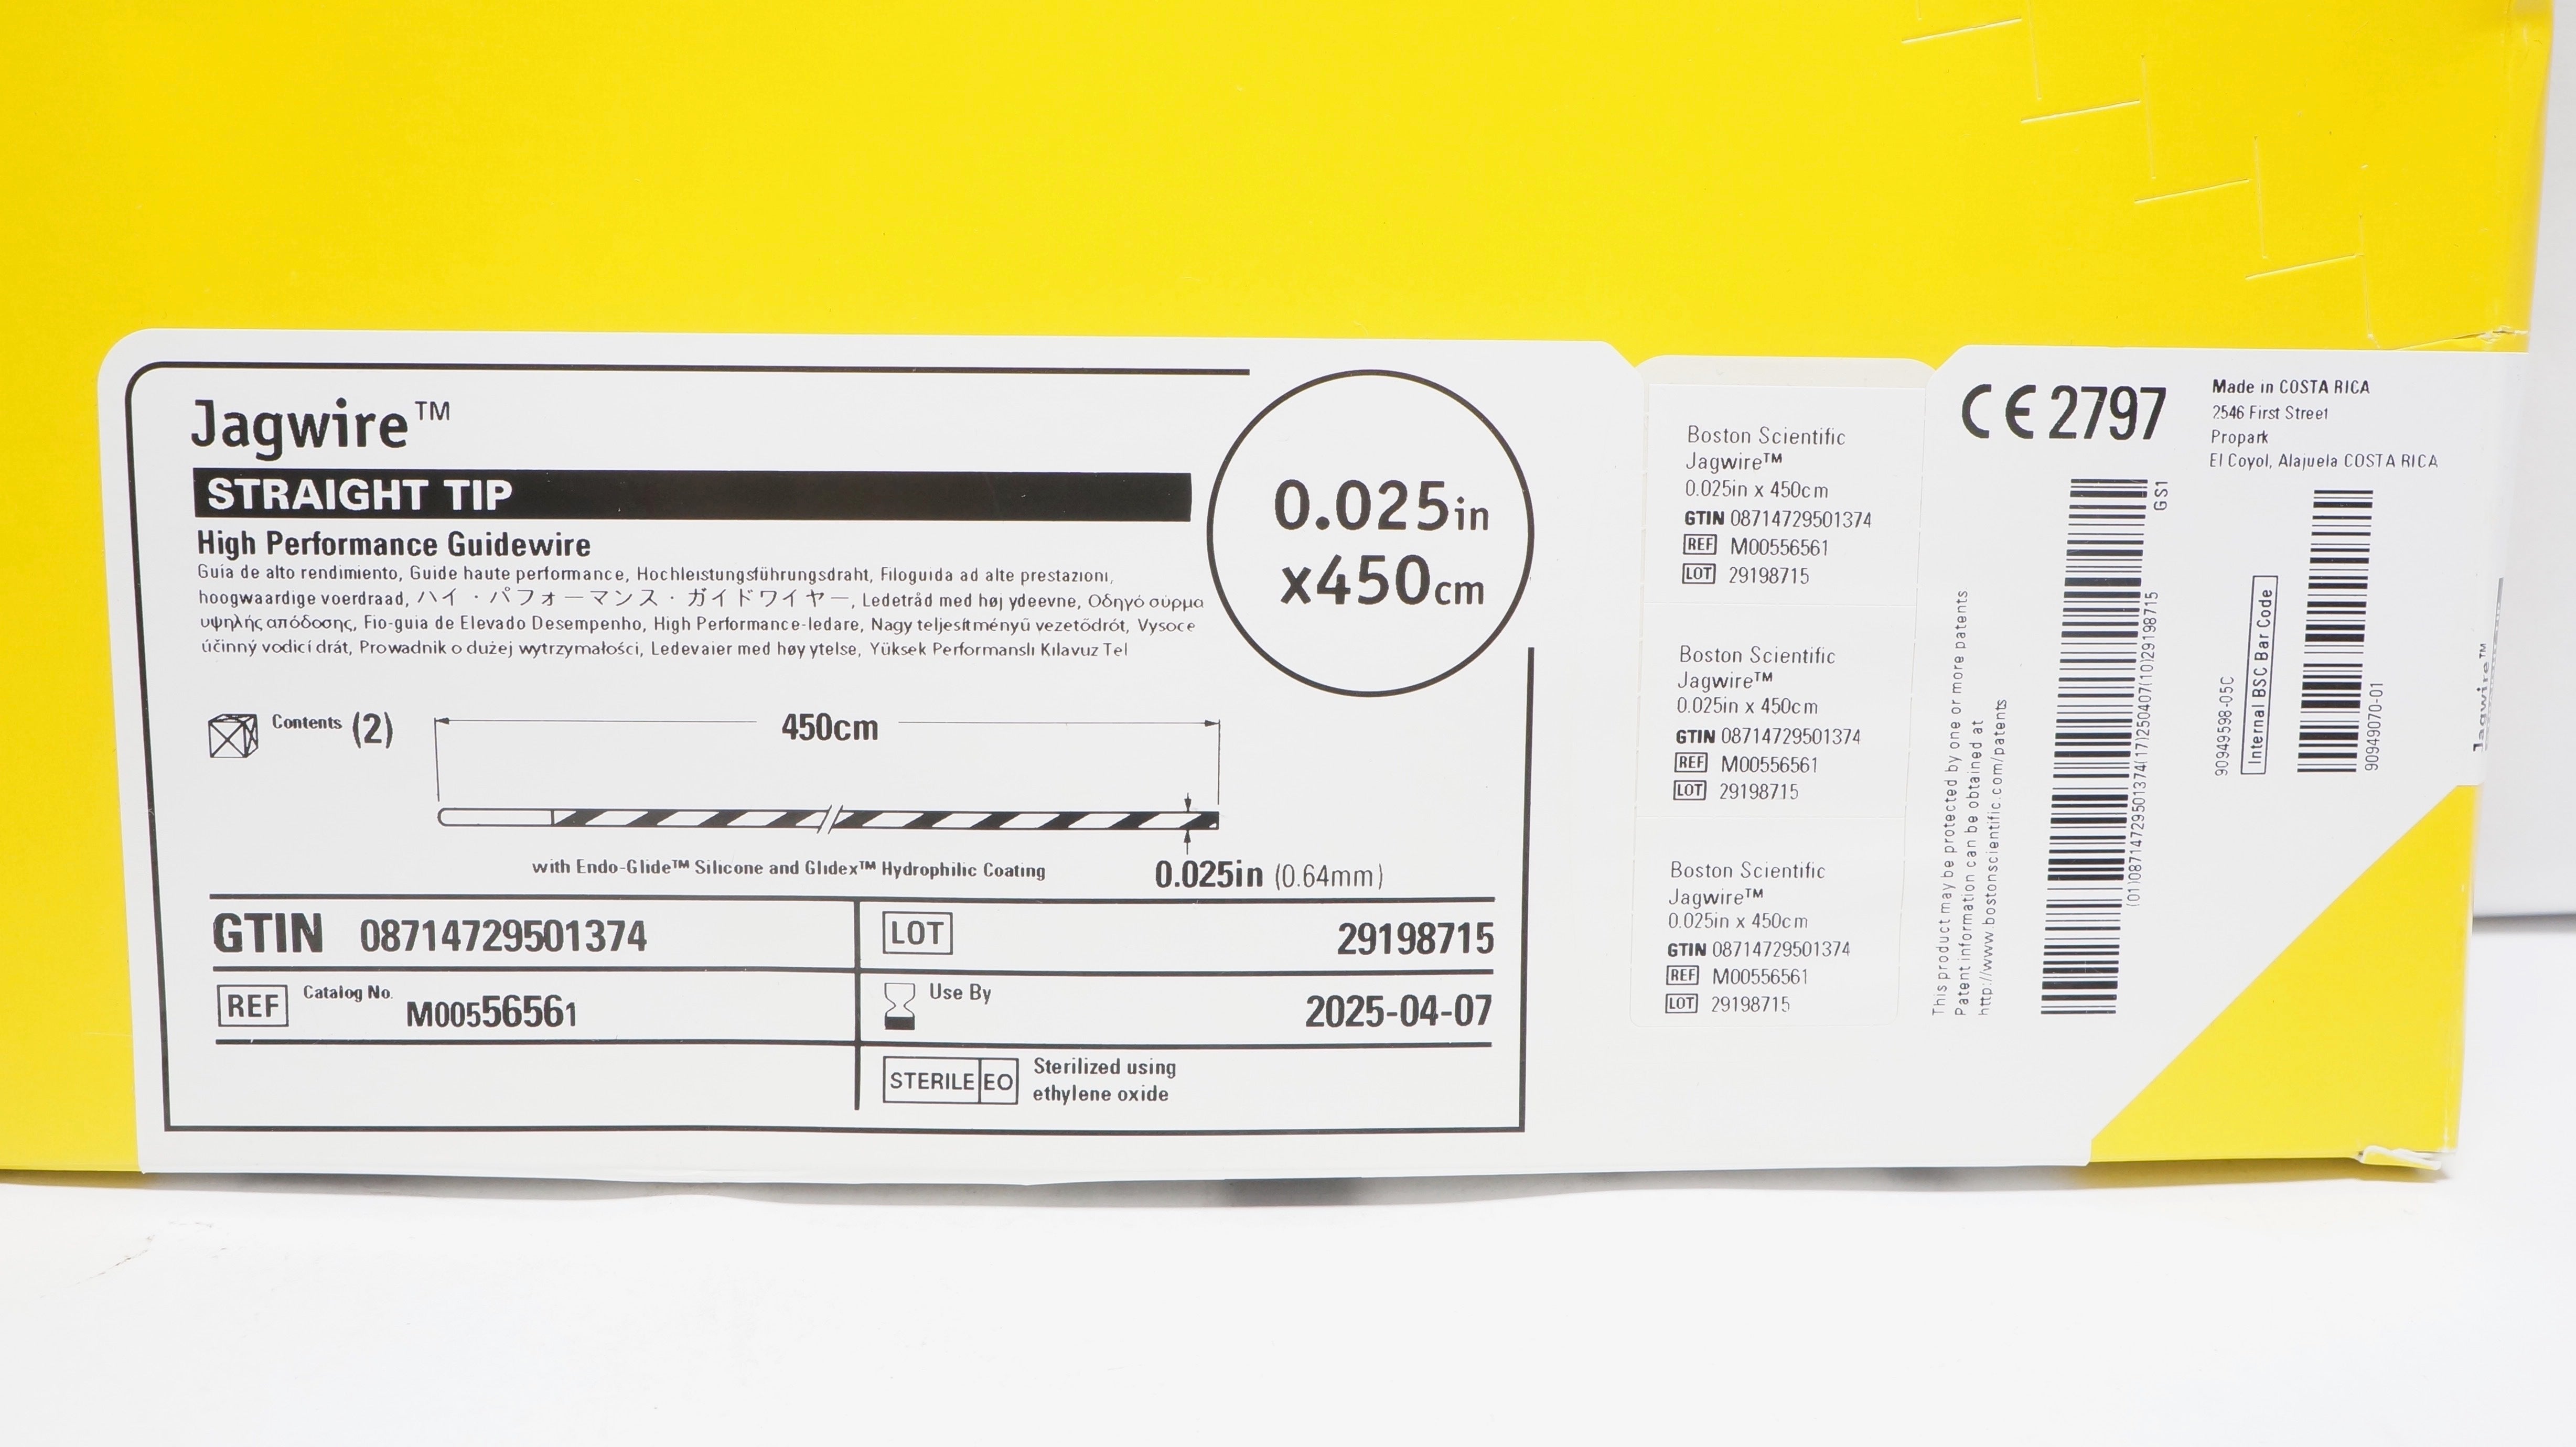 Jagwire™
STRAIGHT TIP
High Performance Guidewire
Guía de alto rendimiento, Guide haute performance, Hochleistungsführungsdraht, Filoguida ad alte prestazioni,
hoogwaardige voerdraad, ハイ・パフォーマンス・ガイドワイヤー, Ledetråd med høj ydeevne, Οδηγό σύρμα
υψηλής απόδοσης, Fio-guia de Elevado Desempenho, High Performance-ledare, Nagy teljesítményű vezetődrót, Vysoce
účinný vodicí drát, Prowadnik o dużej wytrzymałości, Ledevaier med høy ytelse, Yüksek Performanslı Kılavuz Tel
0.025in
x450cm
Contents (2)
450cm
with Endo-Glide™ Silicone and Glidex™ Hydrophilic Coating
0.025in (0.64mm)
GTIN 08714729501374
LOT 29198715
REF Catalog No. M00556561
Use By 2025-04-07
STERILE EO Sterilized using
ethylene oxide
Boston Scientific
Jagwire™
0.025in x 450cm
GTIN 08714729501374
REF M00556561
LOT 29198715
Boston Scientific
Jagwire™
0.025in x 450cm
GTIN 08714729501374
REF M00556561
LOT 29198715
Boston Scientific
Jagwire™
0.025in x 450cm
GTIN 08714729501374
REF M00556561
LOT 29198715
CE 2797
This product may be protected by one or more patents
Patent information can be obtained at
http://www.bostonscientific.com/patents
GS1
(01)08714729501374(17)250407(10)29198715
Made in COSTA RICA
2546 First Street
Propark
El Coyol, Alajuela COSTA RICA
90949598-05C
Internal BSC Bar Code
90949070-01
Jagwire™